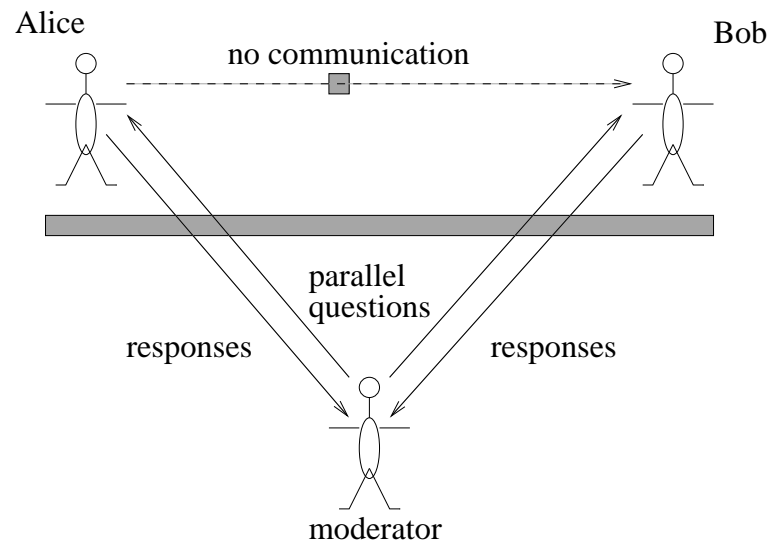 Alice
Bob
no communication
parallel
questions
responses
responses
moderator